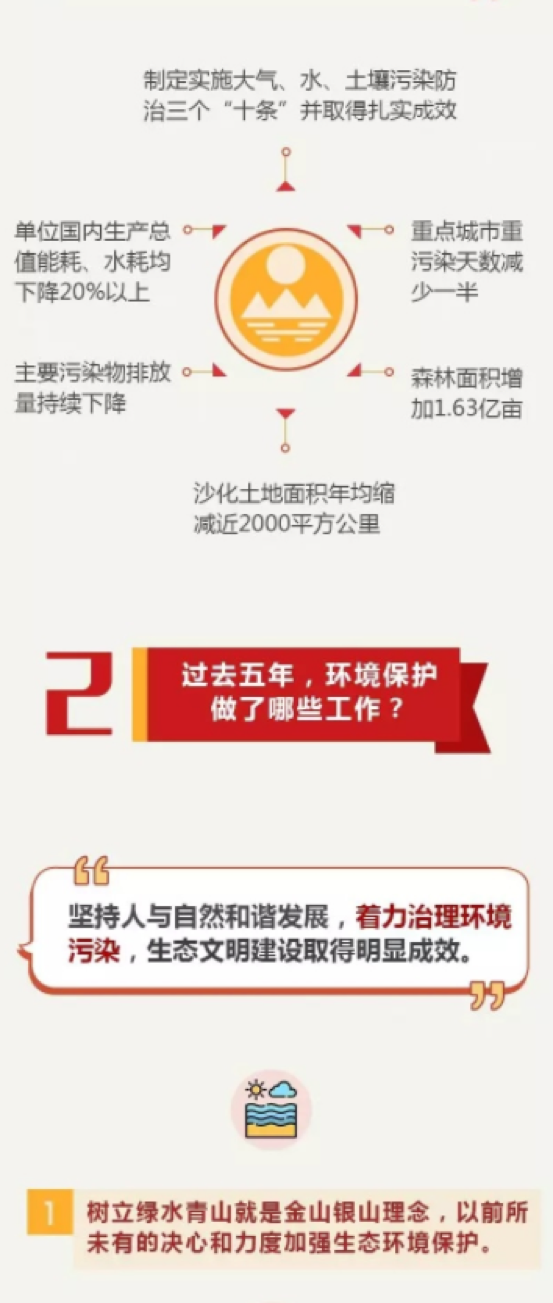 制定实施大气、水、土壤污染防
治三个“十条”并取得扎实成效
单位国内生产总
值能耗、水耗均
下降20%以上
重点城市重
污染天数减
少一半
主要污染物排放
量持续下降
森林面积增
加1.63亿亩
沙化土地面积年均缩
减近2000平方公里
2
过去五年，环境保护
做了哪些工作？
“
坚持人与自然和谐发展，着力治理环境
污染，生态文明建设取得明显成效。
”
1
树立绿水青山就是金山银山理念，以前所
未有的决心和力度加强生态环境保护。